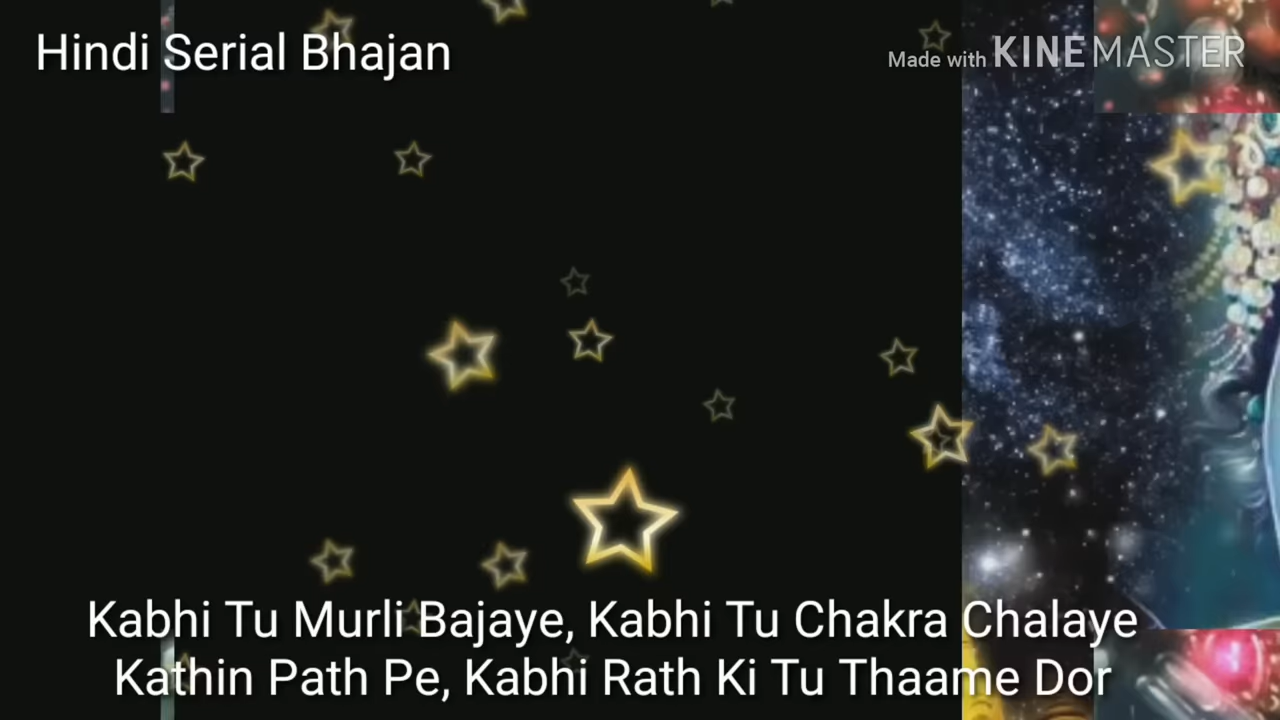 Hindi Serial Bhajan
Made with KINEMASTER
Kabhi Tu Murli Bajaye, Kabhi Tu Chakra Chalaye
Kathin Path Pe, Kabhi Rath Ki Tu Thaame Dor